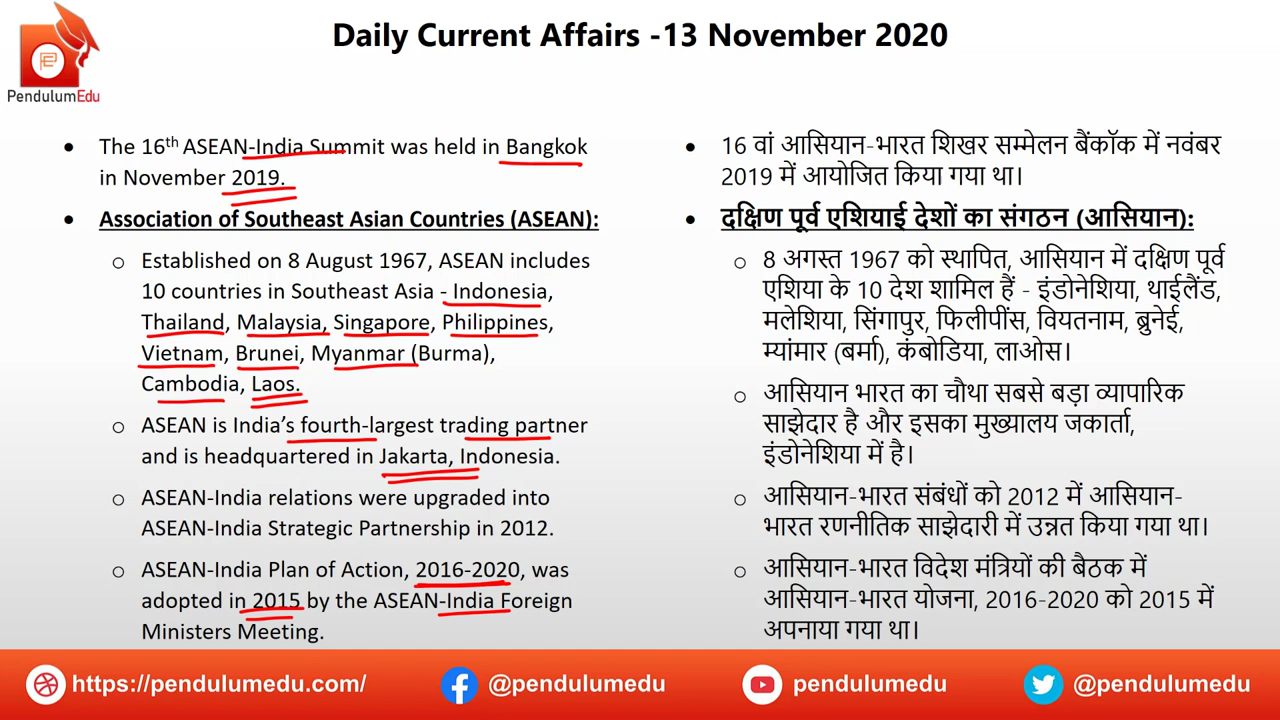 Daily Current Affairs -13 November 2020
PendulumEdu
• The 16th ASEAN-India Summit was held in Bangkok
in November 2019.
• Association of Southeast Asian Countries (ASEAN):
o Established on 8 August 1967, ASEAN includes
10 countries in Southeast Asia - Indonesia,
Thailand, Malaysia, Singapore, Philippines,
Vietnam, Brunei, Myanmar (Burma),
Cambodia, Laos.
o ASEAN is India's fourth-largest trading partner
and is headquartered in Jakarta, Indonesia.
o ASEAN-India relations were upgraded into
ASEAN-India Strategic Partnership in 2012.
o ASEAN-India Plan of Action, 2016-2020, was
adopted in 2015 by the ASEAN-India Foreign
Ministers Meeting.
• 16 वां आसियान-भारत शिखर सम्मेलन बैंकॉक में नवंबर
2019 में आयोजित किया गया था।
• दक्षिण पूर्व एशियाई देशों का संगठन (आसियान):
o 8 अगस्त 1967 को स्थापित, आसियान में दक्षिण पूर्व
एशिया के 10 देश शामिल हैं - इंडोनेशिया, थाईलैंड,
मलेशिया, सिंगापुर, फिलीपींस, वियतनाम, ब्रुनेई,
म्यांमार (बर्मा), कंबोडिया, लाओस।
o आसियान भारत का चौथा सबसे बड़ा व्यापारिक
साझेदार है और इसका मुख्यालय जकार्ता,
इंडोनेशिया में है।
o आसियान-भारत संबंधों को 2012 में आसियान-
भारत रणनीतिक साझेदारी में उन्नत किया गया था।
o आसियान-भारत विदेश मंत्रियों की बैठक में
आसियान-भारत योजना, 2016-2020 को 2015 में
अपनाया गया था।
https://pendulumedu.com/
@pendulumedu
pendulumedu
@pendulumedu